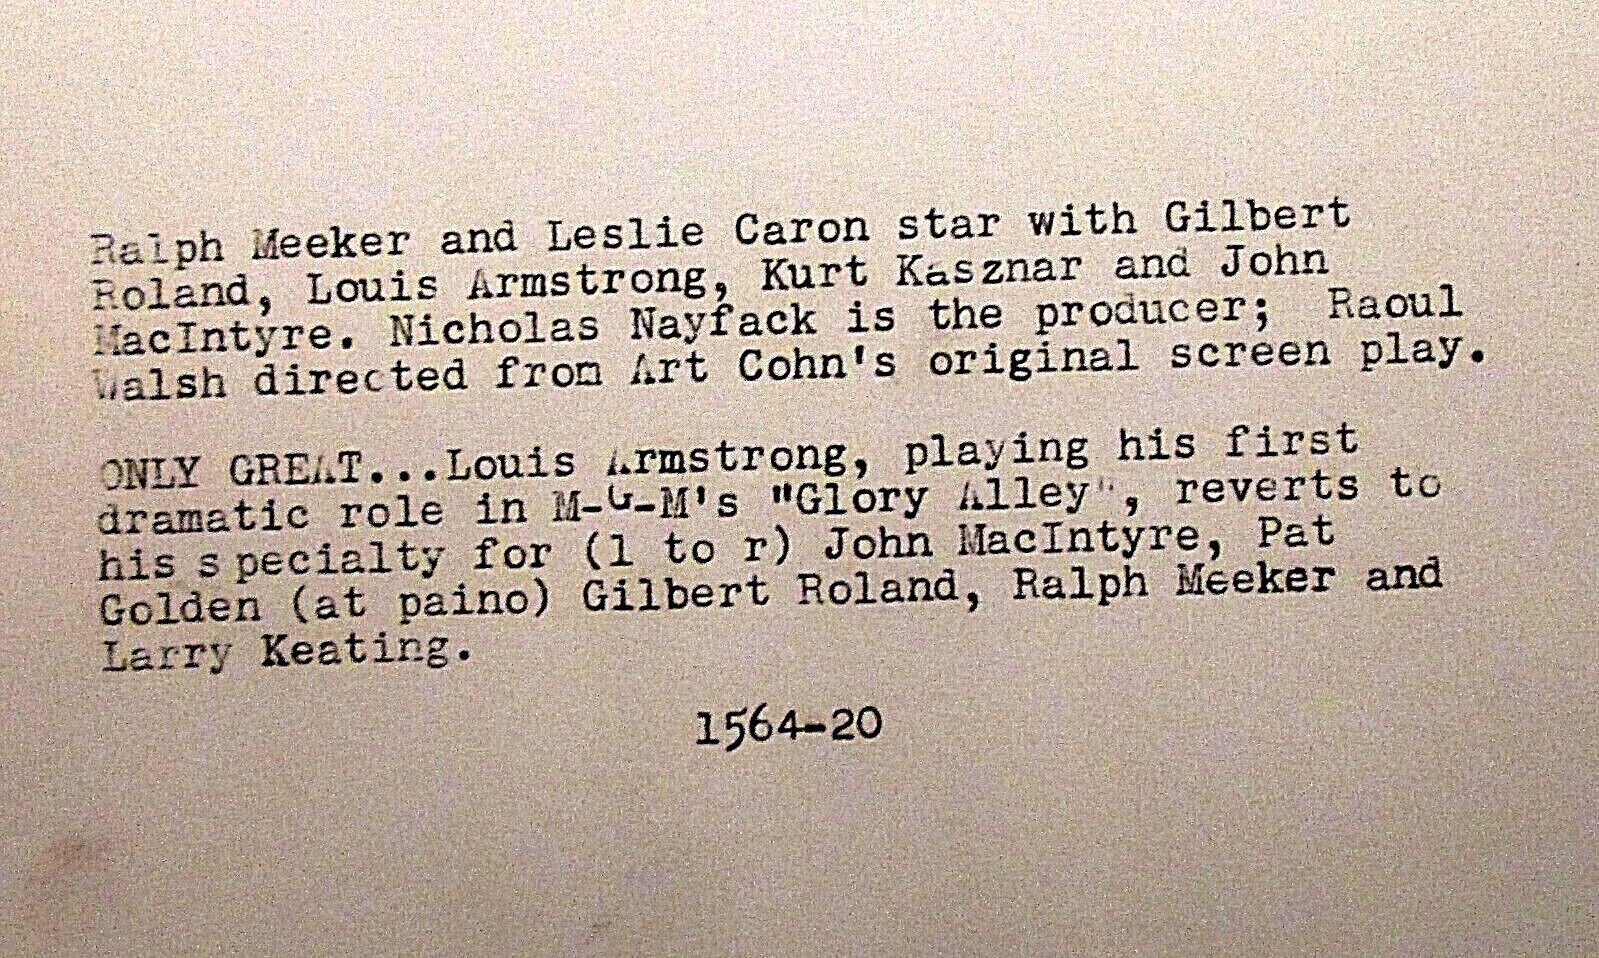 Ralph Meeker and Leslie Caron star with Gilbert
Roland, Louis Armstrong, Kurt Kasznar and John
MacIntyre. Nicholas Nayfack is the producer; Raoul
Walsh directed from Art Cohn's original screen play.
ONLY GREAT...Louis Armstrong, playing his first
dramatic role in M-G-M's "Glory Alley", reverts to
his s pecialty for (l to r) John MacIntyre, Pat
Golden (at paino) Gilbert Roland, Ralph Meeker and
Larry Keating.
1564-20